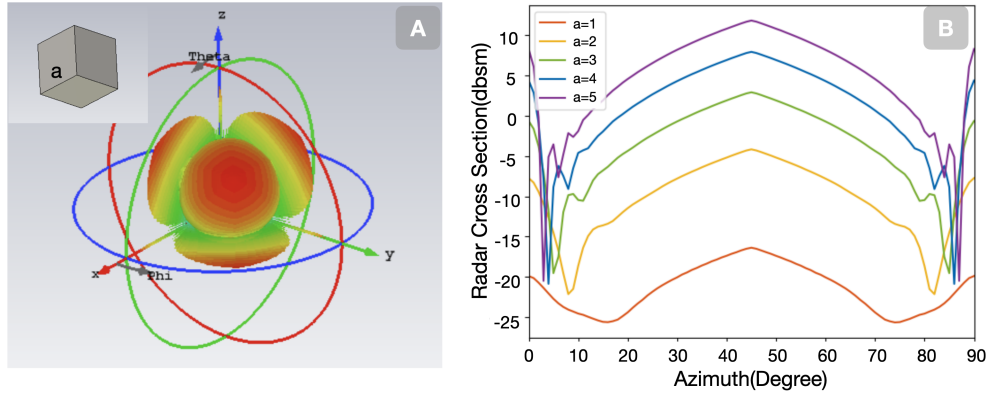 A
a
z
Theta
y
x
Phi
B
a=1
a=2
a=3
a=4
a=5
Radar Cross Section(dbsm)
10
5
0
-5
-10
-15
-20
-25
0 10 20 30 40 50 60 70 80 90
Azimuth(Degree)